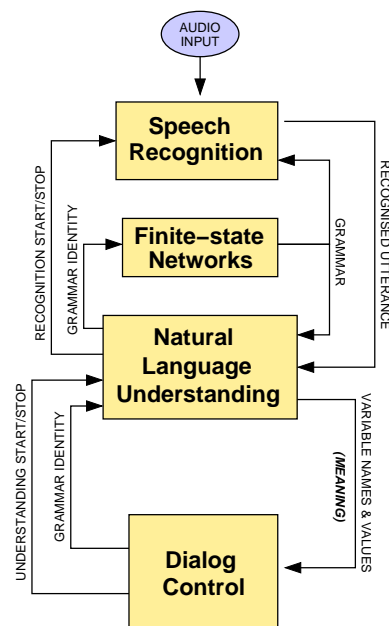 AUDIO
INPUT
Speech
Recognition
RECOGNITION START/STOP
GRAMMAR IDENTITY
Finite−state
Networks
GRAMMAR
RECOGNISED UTTERANCE
Natural
Language
Understanding
UNDERSTANDING START/STOP
GRAMMAR IDENTITY
VARIABLE NAMES & VALUES
(MEANING)
Dialog
Control